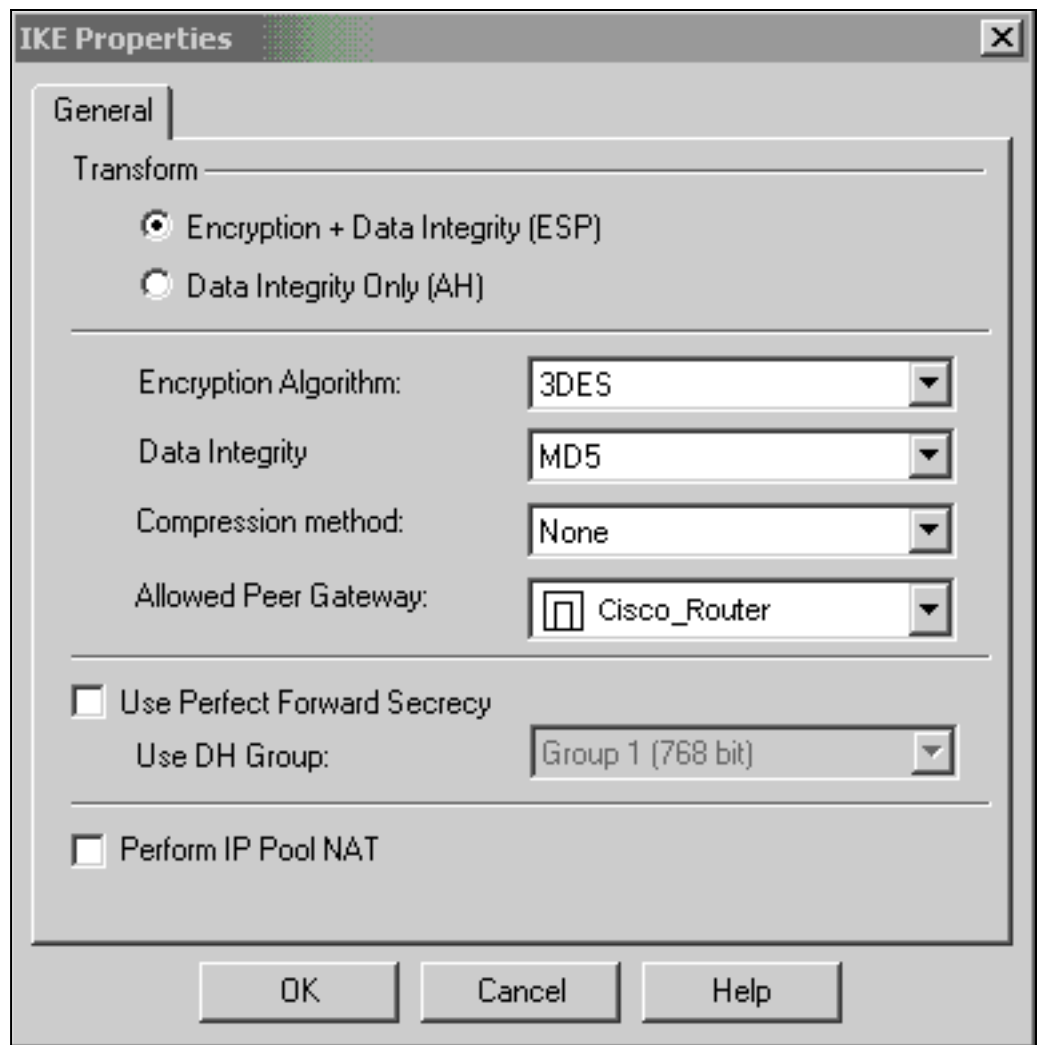 IKE Properties
General
Transform
Encryption + Data Integrity (ESP)
Data Integrity Only (AH)
Encryption Algorithm: 3DES
Data Integrity MD5
Compression method: None
Allowed Peer Gateway: Cisco_Router
Use Perfect Forward Secrecy
Use DH Group: Group 1 (768 bit)
Perform IP Pool NAT
OK Cancel Help